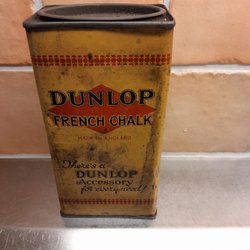 DUNLOP
FRENCH CHALK
MADE IN ENGLAND
There's a
DUNLOP
Accessory
for every need!